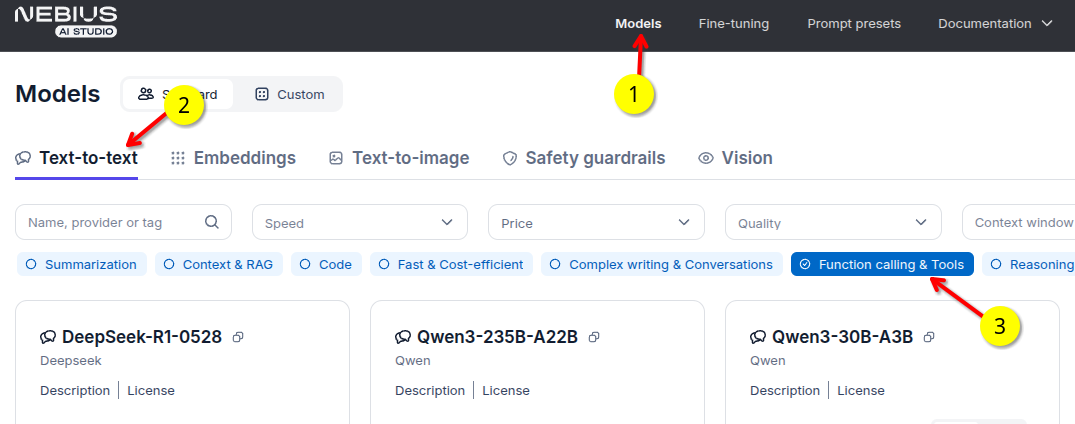 NEBIUS
AI STUDIO
Models Fine-tuning Prompt presets Documentation
1
Models Custom
2
Text-to-text Embeddings Text-to-image Safety guardrails Vision
Name, provider or tag Speed Price Quality Context window
Summarization Context & RAG Code Fast & Cost-efficient Complex writing & Conversations Function calling & Tools Reasoning
3
DeepSeek-R1-0528 Qwen3-235B-A22B Qwen3-30B-A3B
Deepseek Qwen Qwen
Description License Description License Description License